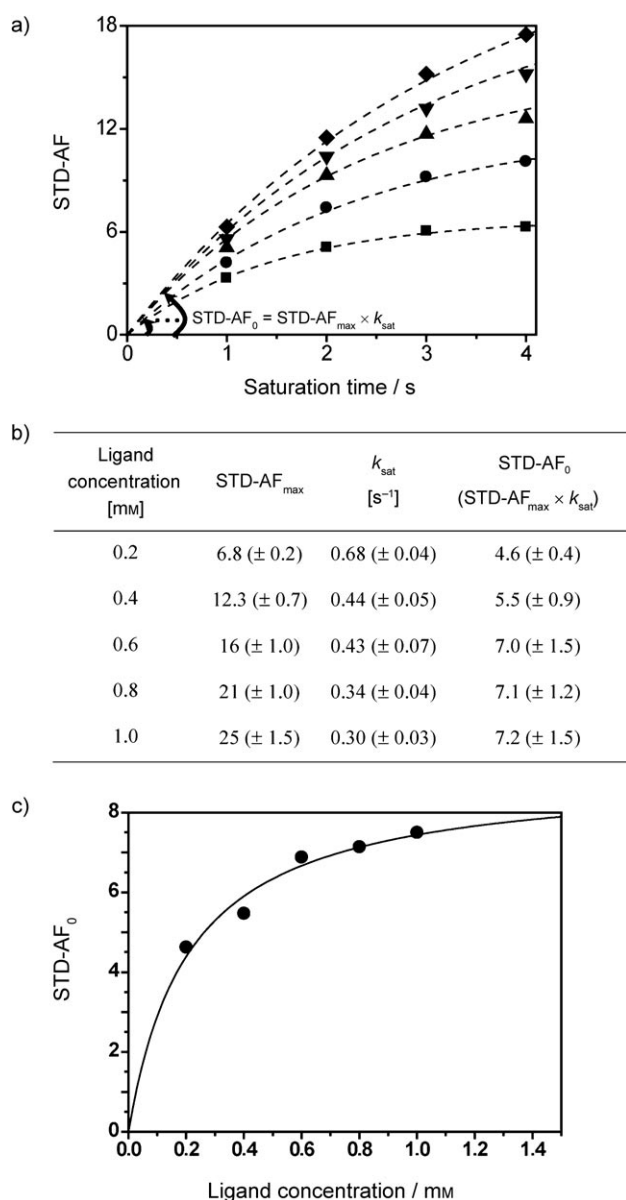 a)
18
12
6
0
STD-AF
STD-AF₀ = STD-AFmax × ksat
0 1 2 3 4
Saturation time / s
b)
Ligand concentration [mM] STD-AFmax ksat [s⁻¹] STD-AF₀ (STD-AFmax × ksat)
0.2 6.8 (± 0.2) 0.68 (± 0.04) 4.6 (± 0.4)
0.4 12.3 (± 0.7) 0.44 (± 0.05) 5.5 (± 0.9)
0.6 16 (± 1.0) 0.43 (± 0.07) 7.0 (± 1.5)
0.8 21 (± 1.0) 0.34 (± 0.04) 7.1 (± 1.2)
1.0 25 (± 1.5) 0.30 (± 0.03) 7.2 (± 1.5)
c)
8
6
4
2
0
STD-AF₀
0.0 0.2 0.4 0.6 0.8 1.0 1.2 1.4
Ligand concentration / mM